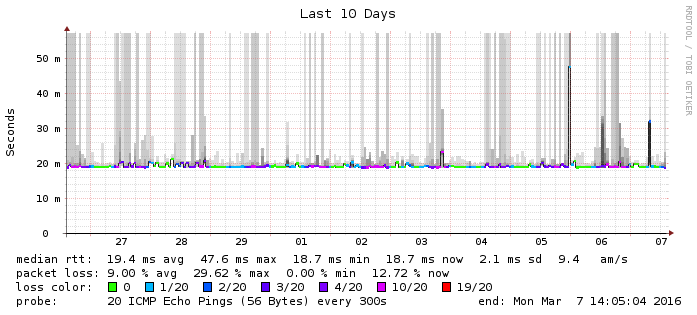 Last 10 Days
RRDTOOL / TOBI OETIKER
Seconds
50 m
40 m
30 m
20 m
10 m
0
27 28 29 01 02 03 04 05 06 07
median rtt: 19.4 ms avg 47.6 ms max 18.7 ms min 18.7 ms now 2.1 ms sd 9.4 am/s
packet loss: 9.00 % avg 29.62 % max 0.00 % min 12.72 % now
loss color: 0 1/20 2/20 3/20 4/20 10/20 19/20
probe: 20 ICMP Echo Pings (56 Bytes) every 300s end: Mon Mar 7 14:05:04 2016